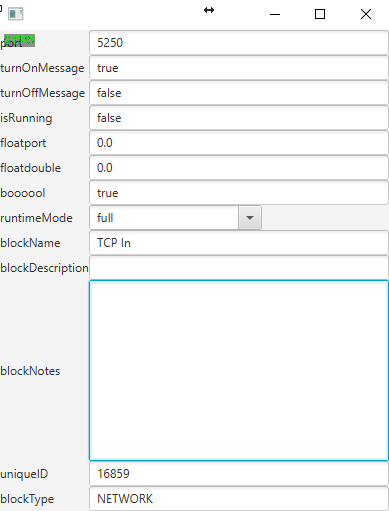 port 5250
turnOnMessage true
turnOffMessage false
isRunning false
floatport 0.0
floatdouble 0.0
boooool true
runtimeMode full
blockName TCP In
blockDescription
blockNotes
uniqueID 16859
blockType NETWORK